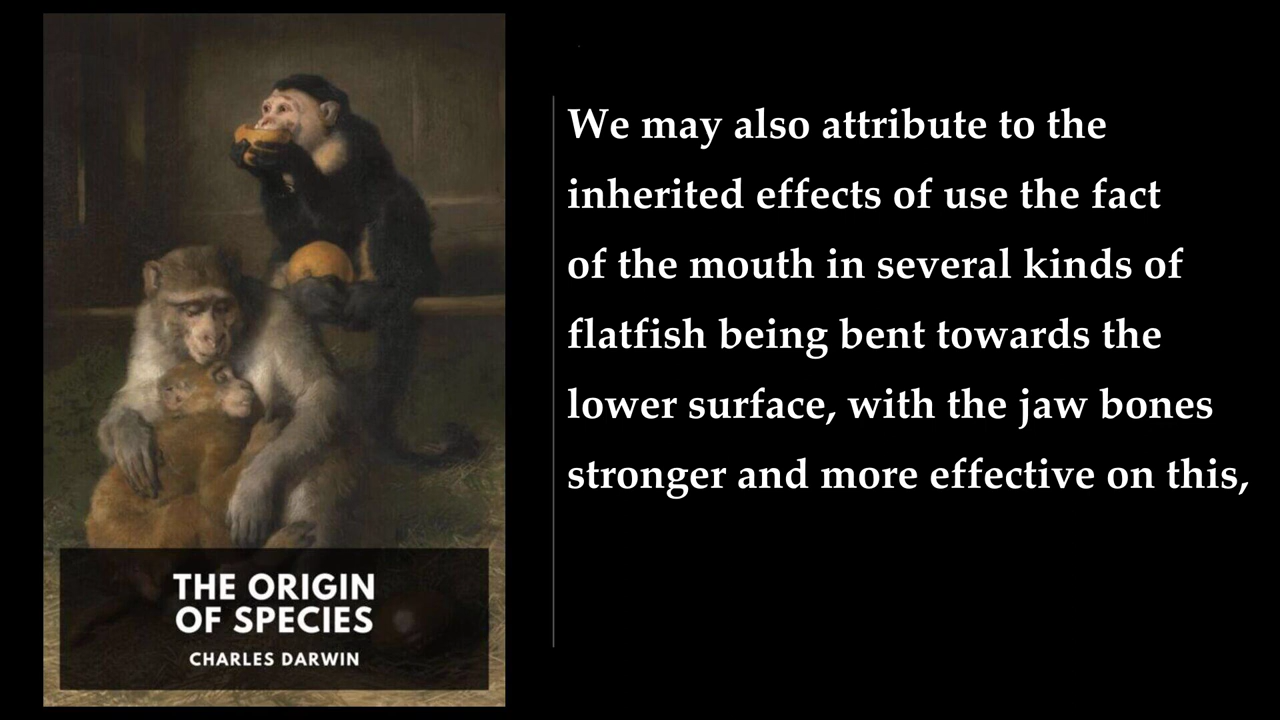 THE ORIGIN
OF SPECIES
CHARLES DARWIN
We may also attribute to the
inherited effects of use the fact
of the mouth in several kinds of
flatfish being bent towards the
lower surface, with the jaw bones
stronger and more effective on this,